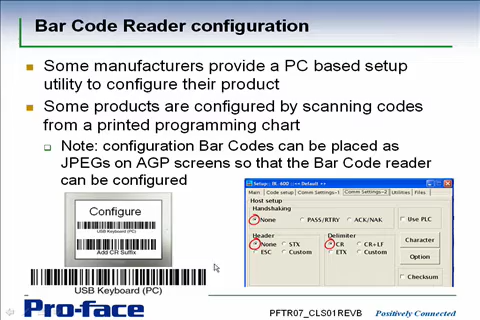 Bar Code Reader configuration
Some manufacturers provide a PC based setup
utility to configure their product
Some products are configured by scanning codes
from a printed programming chart
Note: configuration Bar Codes can be placed as
JPEGs on AGP screens so that the Bar Code reader
can be configured
Configure
USB Keyboard (PC)
Add CR Suffix
USB Keyboard (PC)
Setup : BL-600 ::< Default >
Main Code setup Comm Settings-1 Comm Settings-2 Utilities Files
Host setup
Handshaking
None PASS/RTRY ACK/NAK
Use PLC
Header
None STX
ESC Custom
Delimiter
CR CR+LF
ETX Custom
Character
Option
Checksum
Pro-face
PFTR07_CLS01REVB
Positively Connected